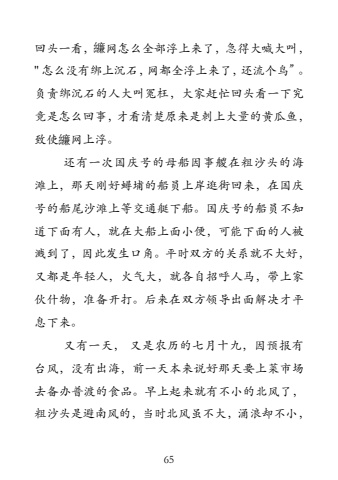 回头一看，䌫网怎么全部浮上来了，急得大喊大叫，
"怎么没有绑上沉石，网都全浮上来了，还流个鸟"。
负责绑沉石的人大叫冤枉，大家赶忙回头看一下究
竟是怎么回事，才看清楚原来是刺上大量的黄瓜鱼，
致使䌫网上浮。
还有一次国庆号的母船因事艘在粗沙头的海
滩上，那天刚好蟳埔的船员上岸逛街回来，在国庆
号的船尾沙滩上等交通艇下船。国庆号的船员不知
道下面有人，就在大船上面小便，可能下面的人被
溅到了，因此发生口角。平时双方的关系就不大好，
又都是年轻人，火气大，就各自招呼人马，带上家
伙什物，准备开打。后来在双方领导出面解决才平
息下来。
又有一天， 又是农历的七月十九，因预报有
台风，没有出海，前一天本来说好那天要上菜市场
去备办普渡的食品。早上起来就有不小的北风了，
粗沙头是避南风的，当时北风虽不大，涌浪却不小，
65